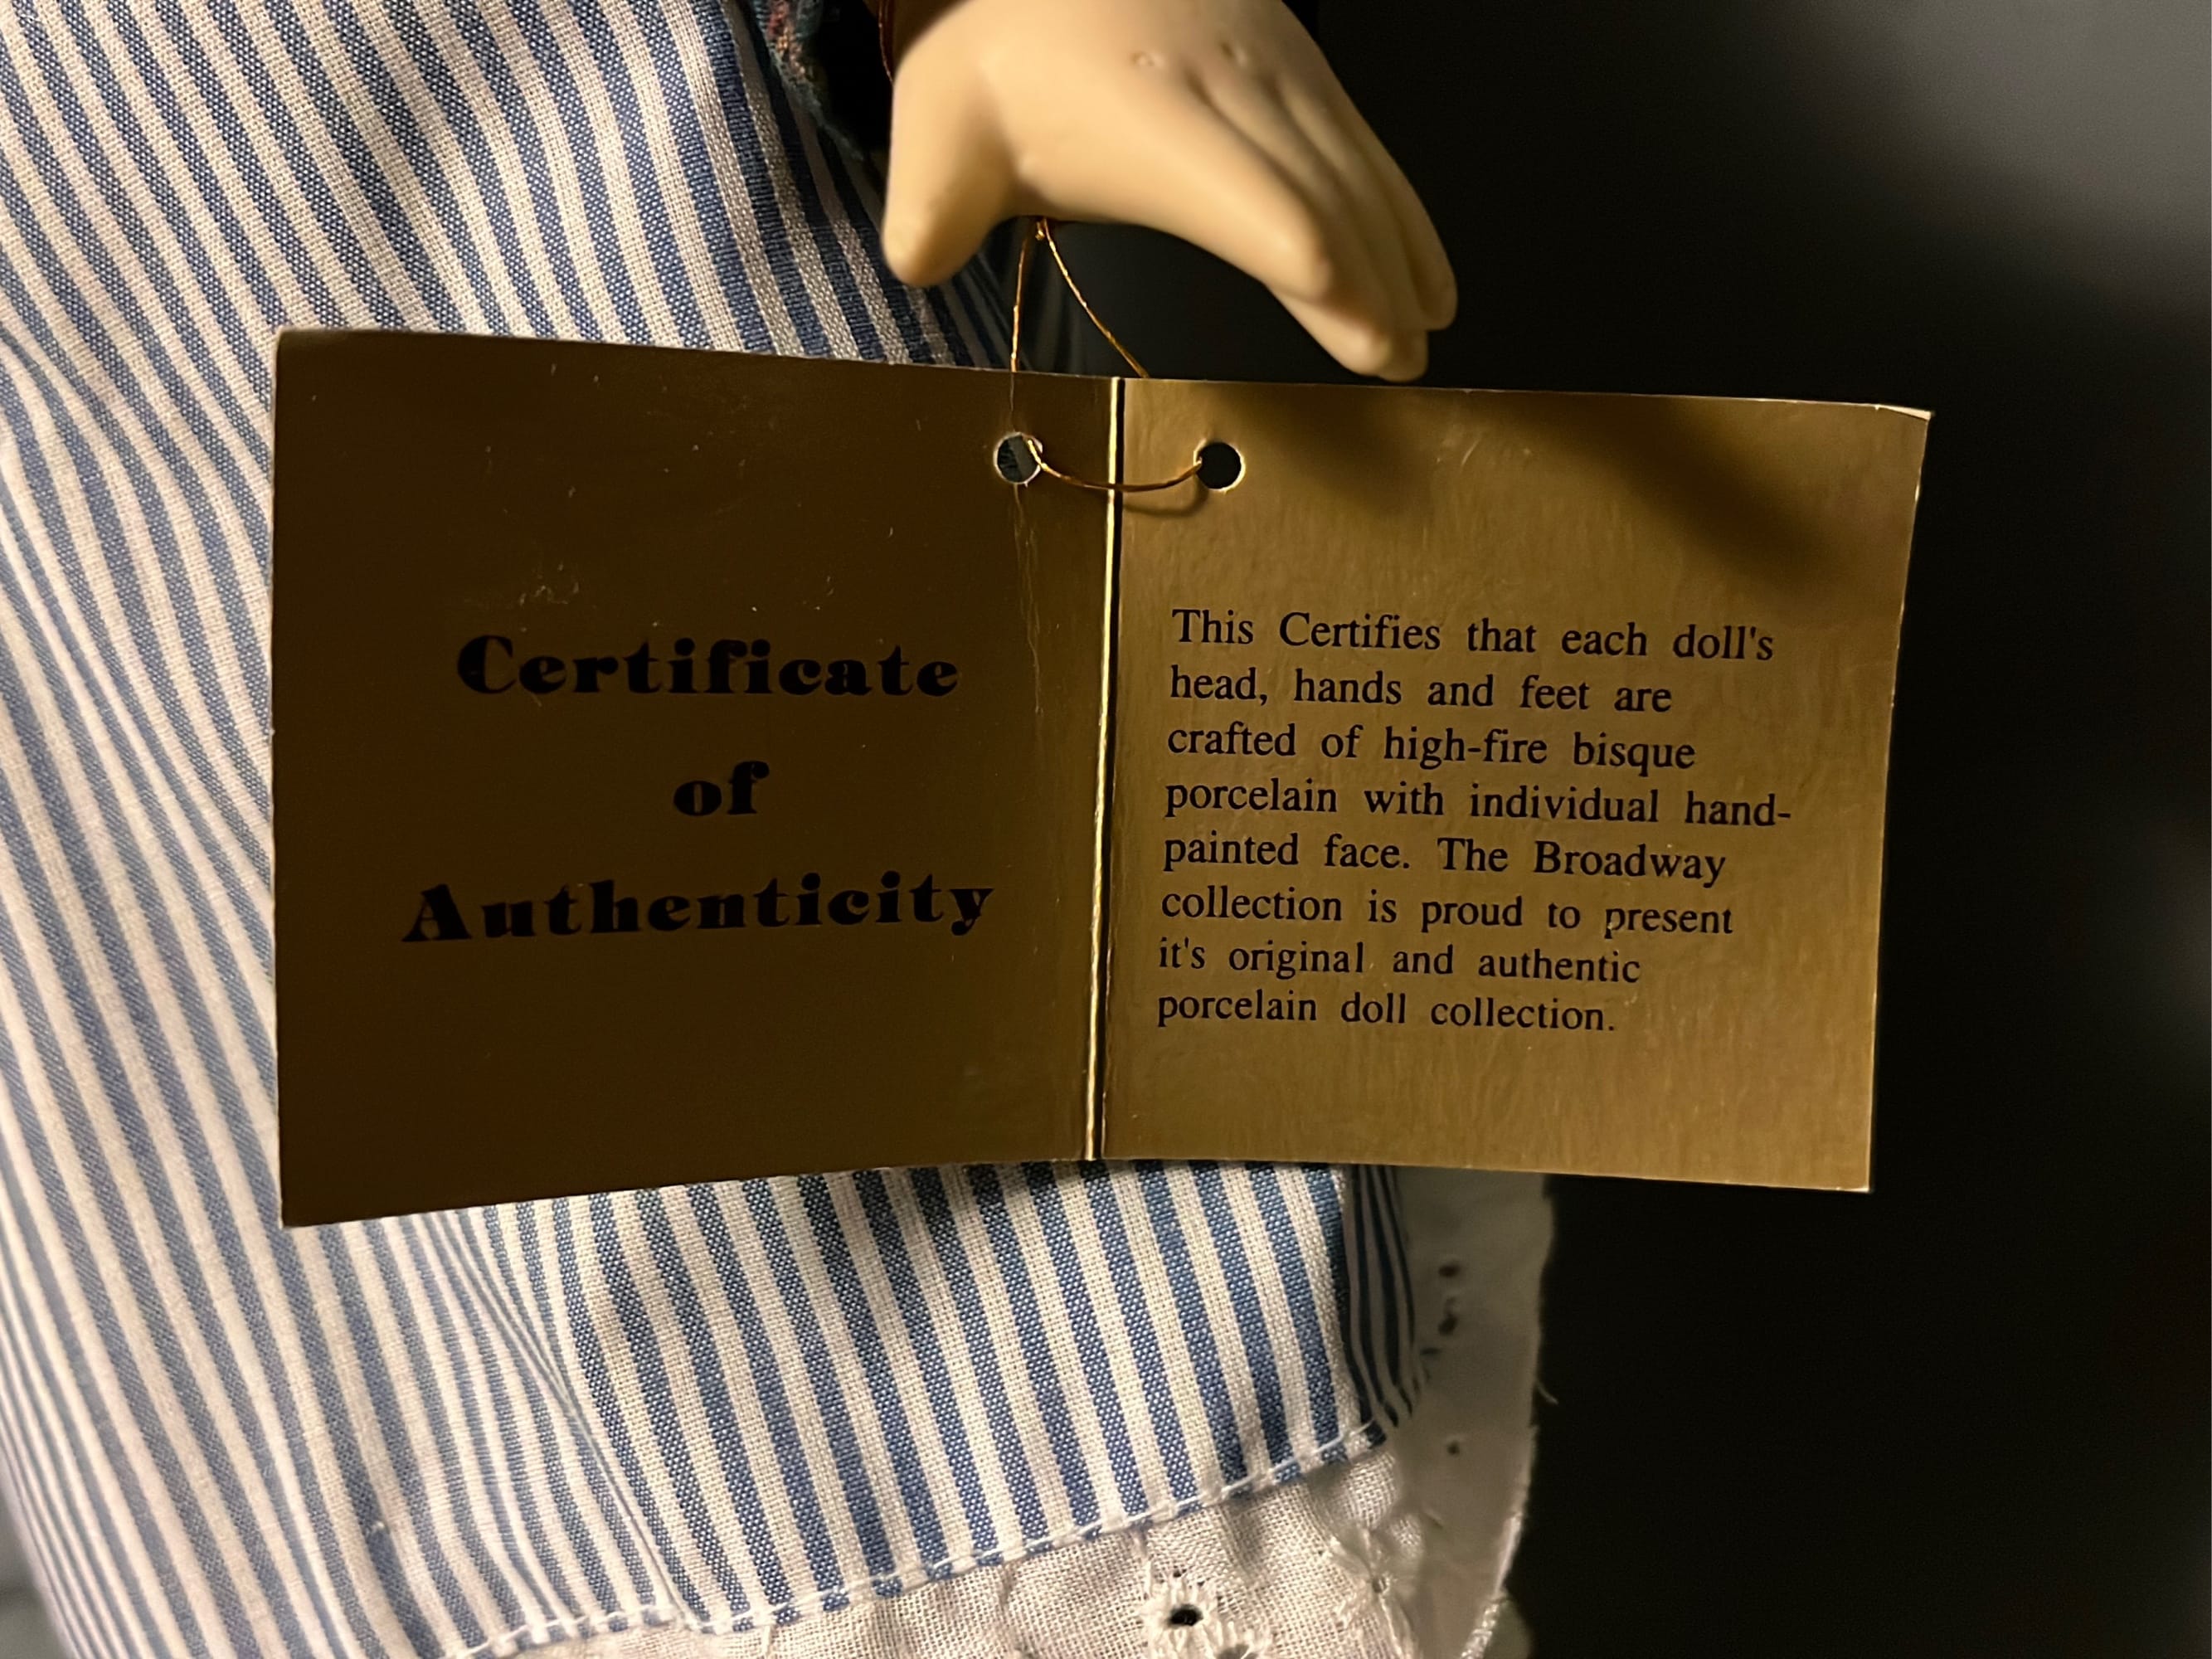 Certificate
of
Authenticity
This Certifies that each doll's
head, hands and feet are
crafted of high-fire bisque
porcelain with individual hand-
painted face. The Broadway
collection is proud to present
it's original and authentic
porcelain doll collection.